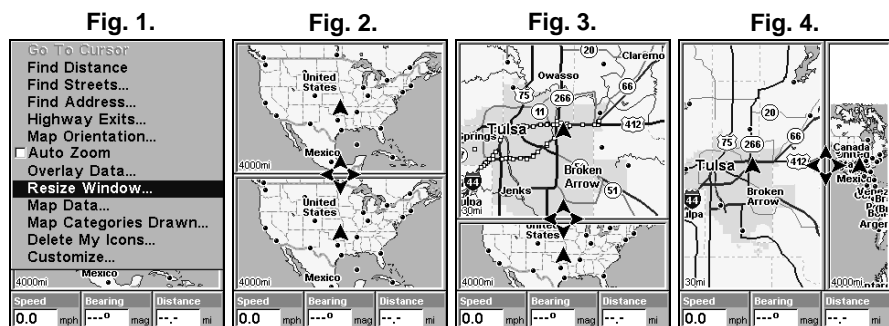 Fig. 1.
Go To Cursor
Find Distance
Find Streets...
Find Address...
Highway Exits...
Map Orientation...
Auto Zoom
Overlay Data...
Resize Window...
Map Data...
Map Categories Drawn...
Delete My Icons...
Customize...
Mexico
4000mi
Speed Bearing Distance
0.0 mph ---° mag --.- mi
Fig. 2.
United
States
Mexico
4000mi
United
States
Mexico
4000mi
Speed Bearing Distance
0.0 mph ---° mag --.- mi
Fig. 3.
20
Claremo
Owasso
66
75
266
11
Tulsa
412
Springs
Broken
Arrow
44
Jenks
51
ulpa
30mi
United
States
4000mi
Speed Bearing Distance
0.0 mph ---° mag --.- mi
Fig. 4.
20
75
266
66
412
Tulsa
Broken
Arrow
44
ulpa
30mi
Canada
Mexico
Venez
Argen
4000mi
Speed Bearing Distance
0.0 mph ---° mag --.- mi